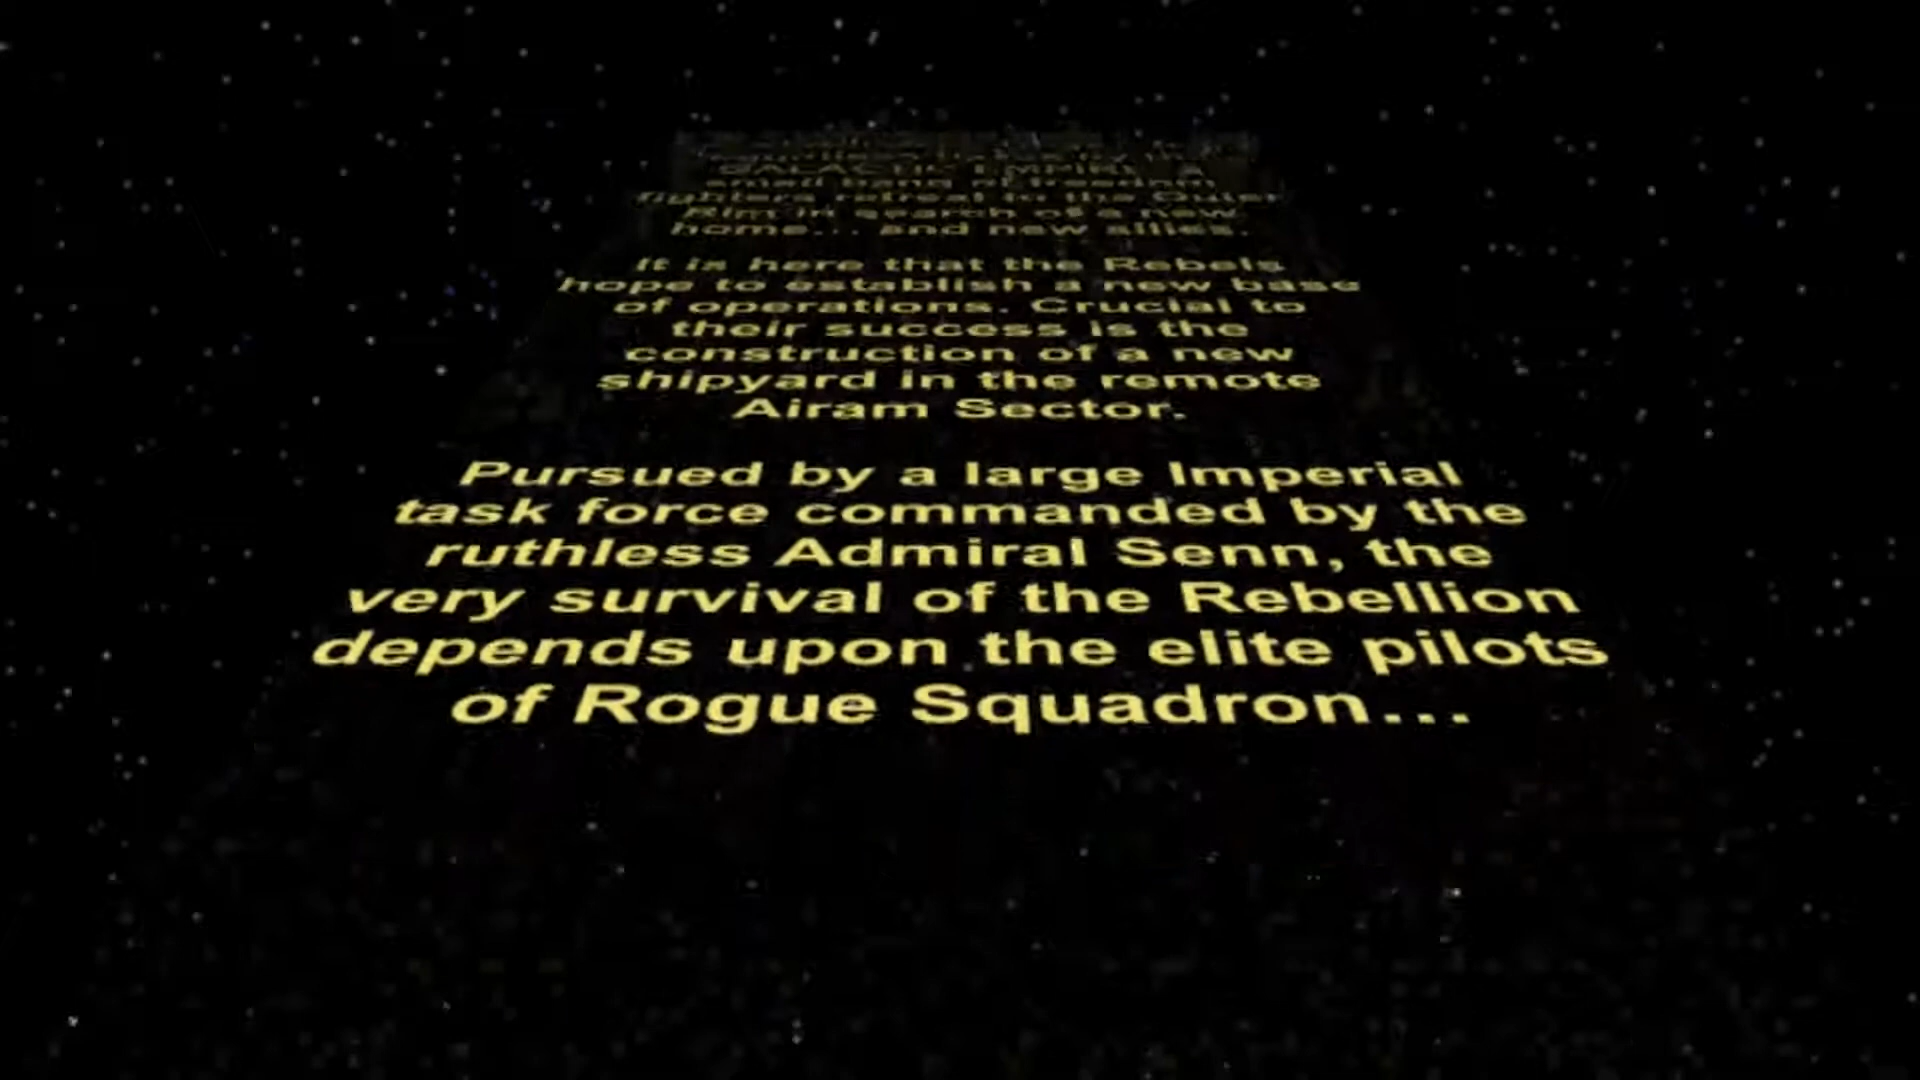 GALACTIC EMPIRE, a
small band of freedom
fighters retreat to the Outer
Rim in search of a new
home... and new allies.
It is here that the Rebels
hope to establish a new base
of operations. Crucial to
their success is the
construction of a new
shipyard in the remote
Airam Sector.
Pursued by a large Imperial
task force commanded by the
ruthless Admiral Senn, the
very survival of the Rebellion
depends upon the elite pilots
of Rogue Squadron...